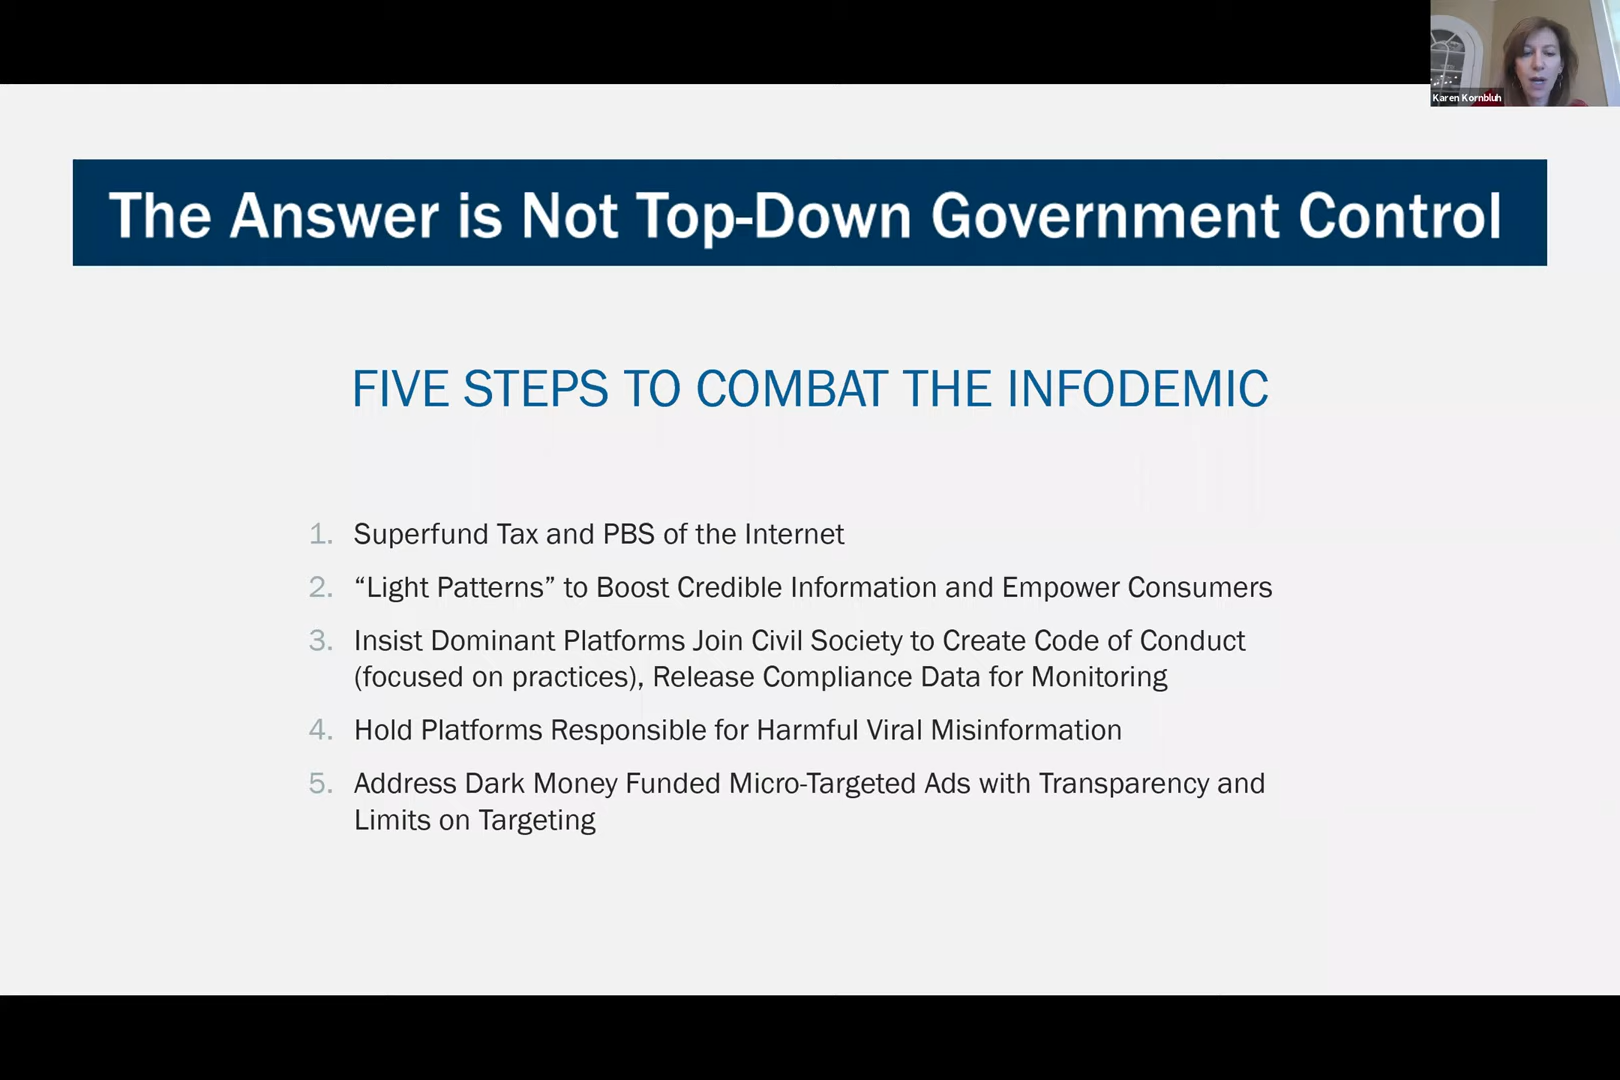 Karen Kornbluh
The Answer is Not Top-Down Government Control
FIVE STEPS TO COMBAT THE INFODEMIC
1. Superfund Tax and PBS of the Internet
2. “Light Patterns” to Boost Credible Information and Empower Consumers
3. Insist Dominant Platforms Join Civil Society to Create Code of Conduct
(focused on practices), Release Compliance Data for Monitoring
4. Hold Platforms Responsible for Harmful Viral Misinformation
5. Address Dark Money Funded Micro-Targeted Ads with Transparency and
Limits on Targeting